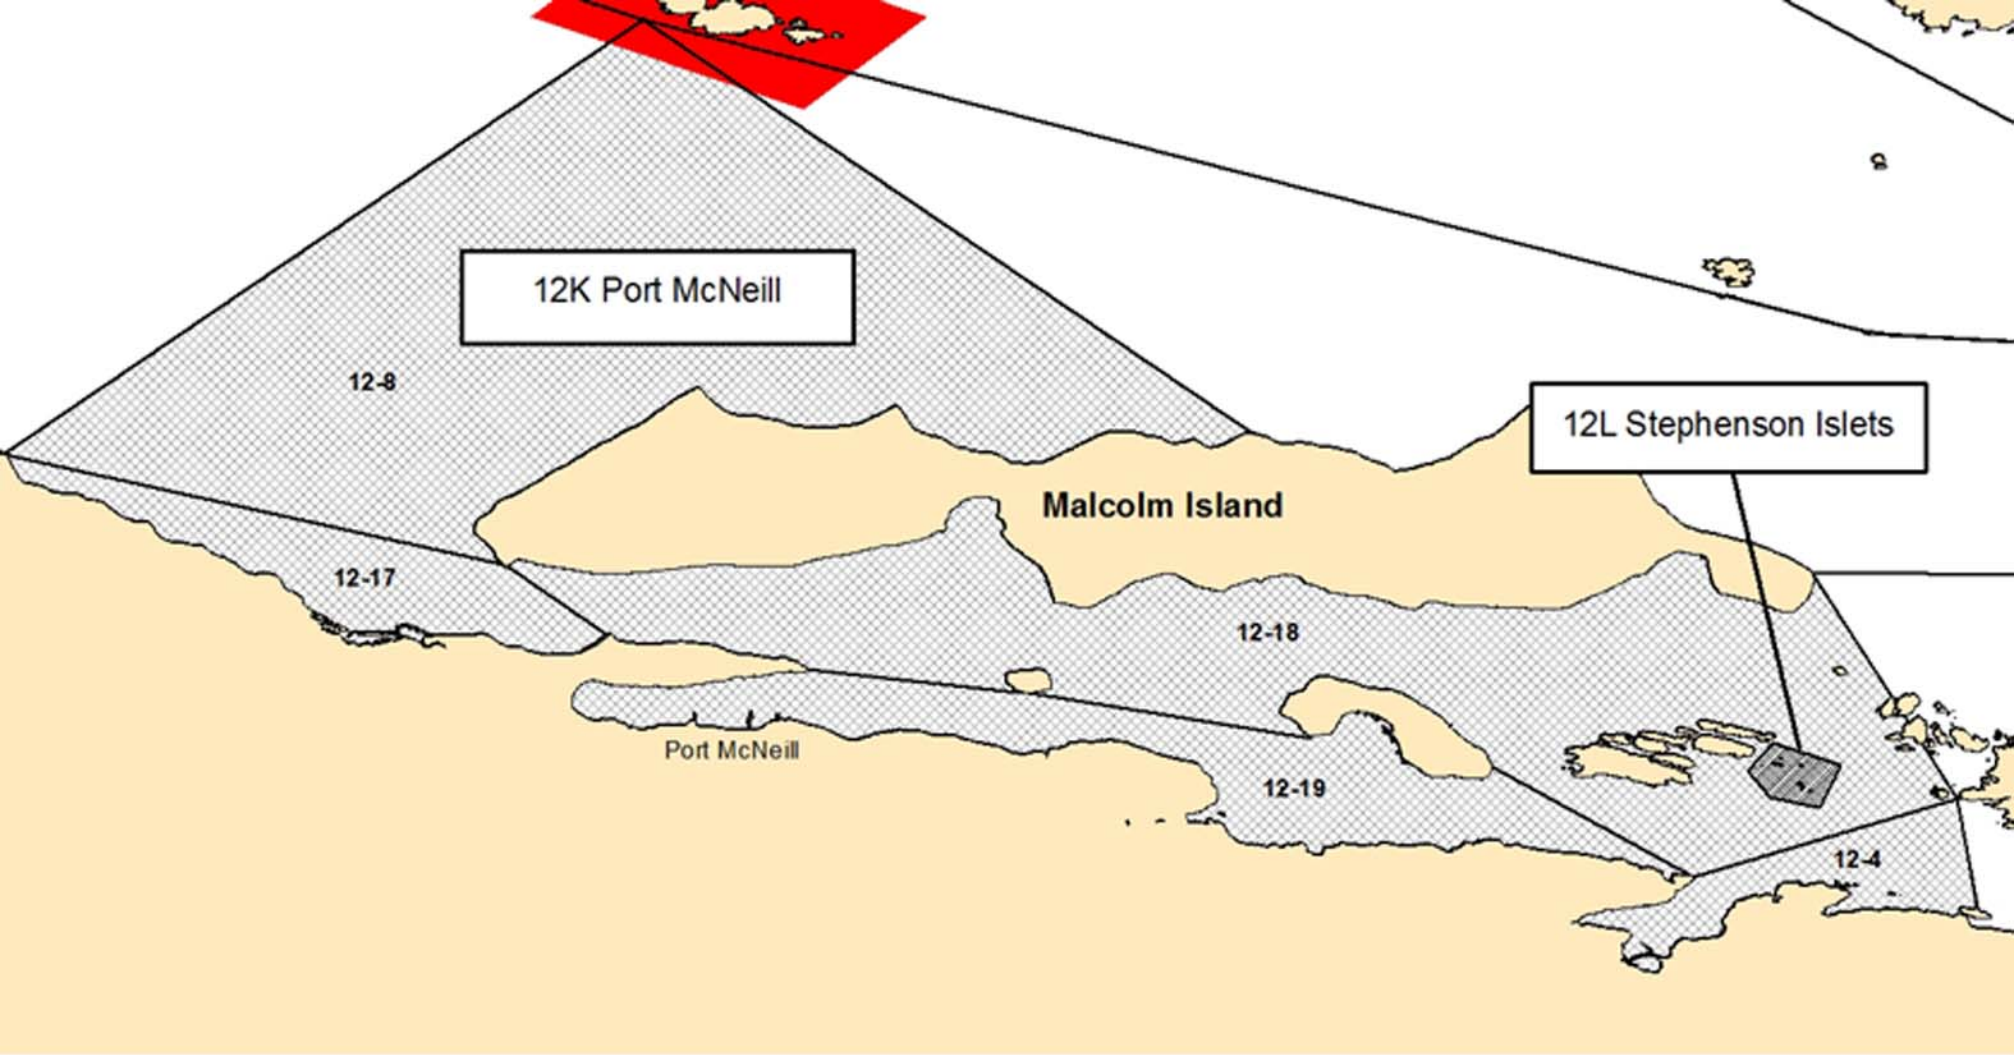 12K Port McNeill
12-8
12L Stephenson Islets
Malcolm Island
12-17
12-18
Port McNeill
12-19
12-4